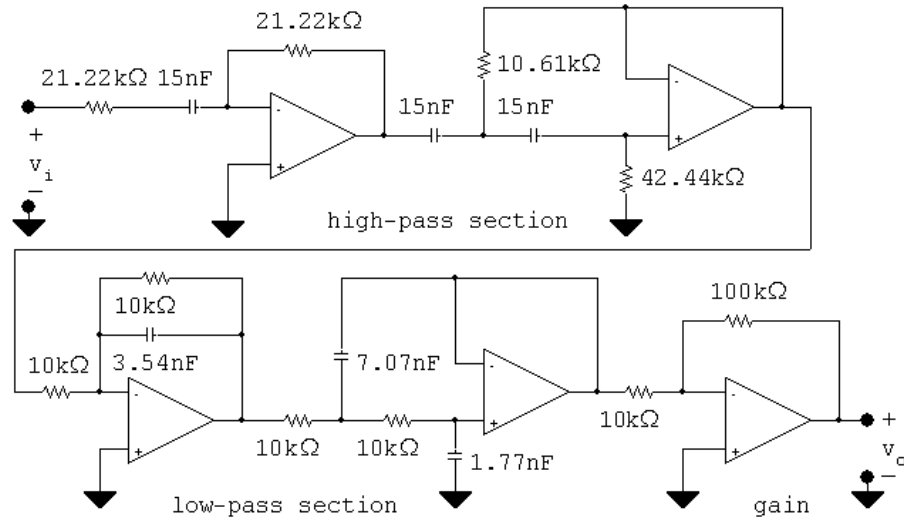 21.22kΩ
10.61kΩ
21.22kΩ 15nF
15nF 15nF
-
+
-
+
+
v i
-
42.44kΩ
high-pass section
10kΩ
100kΩ
10kΩ 3.54nF
7.07nF
-
+
-
+
10kΩ
-
+
+
v o
-
10kΩ 10kΩ
1.77nF
low-pass section
gain